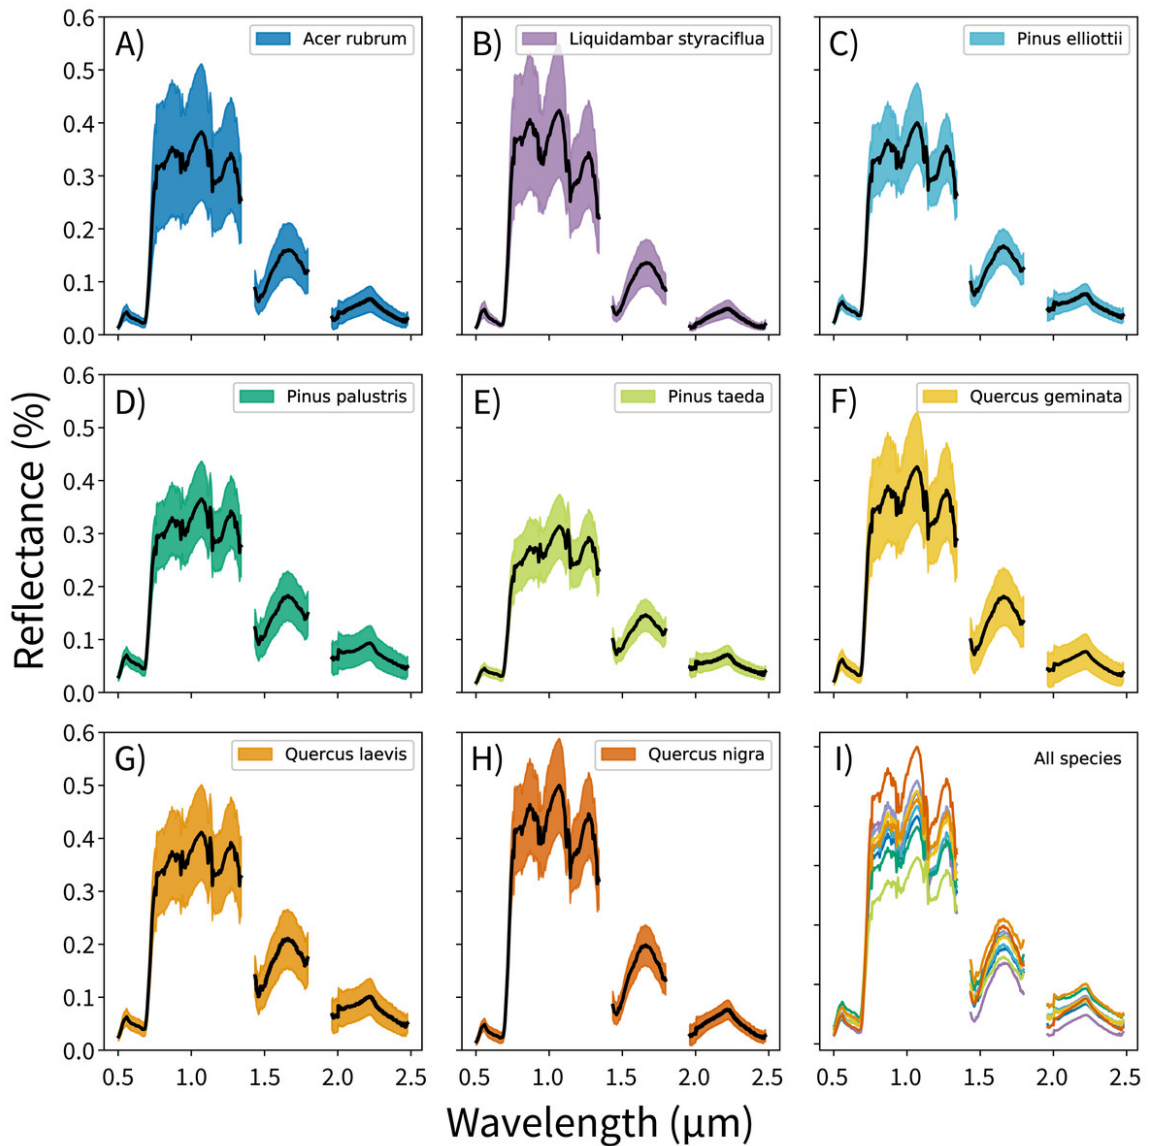 A) Acer rubrum
B) Liquidambar styraciflua
C) Pinus elliottii
0.6
0.5
0.4
0.3
0.2
0.1
0.0
D) Pinus palustris
E) Pinus taeda
F) Quercus geminata
0.6
0.5
0.4
0.3
0.2
0.1
0.0
Reflectance (%)
G) Quercus laevis
H) Quercus nigra
I) All species
0.6
0.5
0.4
0.3
0.2
0.1
0.0
0.5 1.0 1.5 2.0 2.5
0.5 1.0 1.5 2.0 2.5
0.5 1.0 1.5 2.0 2.5
Wavelength (μm)